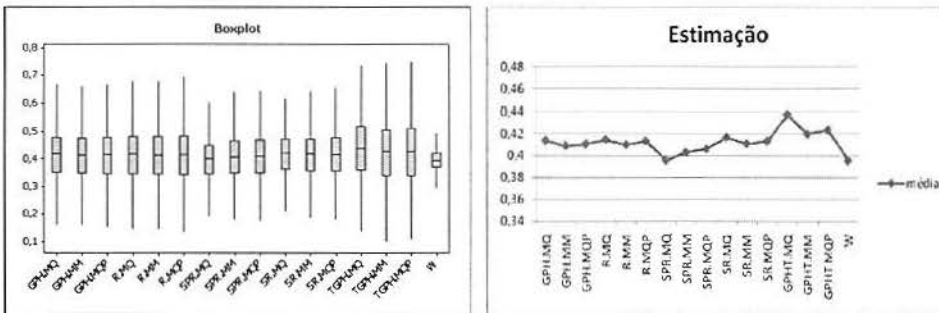 Boxplot
0,8
0,7
0,6
0,5
0,4
0,3
0,2
0,1
GPH.MQ
GPH.MM
GPH.MQP
R.MQ
R.MM
R.MQP
SPR.MQ
SPR.MM
SPR.MQP
SR.MQ
SR.MM
SR.MQP
TGPH.MQ
TGPH.MM
TGPH.MQP
W
Estimação
0,48
0,46
0,44
0,42
0,4
0,38
0,36
0,34
GPH.MQ
GPH.MM
GPH.MQP
R.MQ
R.MM
R.MQP
SPR.MQ
SPR.MM
SPR.MQP
SR.MQ
SR.MM
SR.MQP
GPHT.MQ
GPHT.MM
GPHT.MQP
W
média